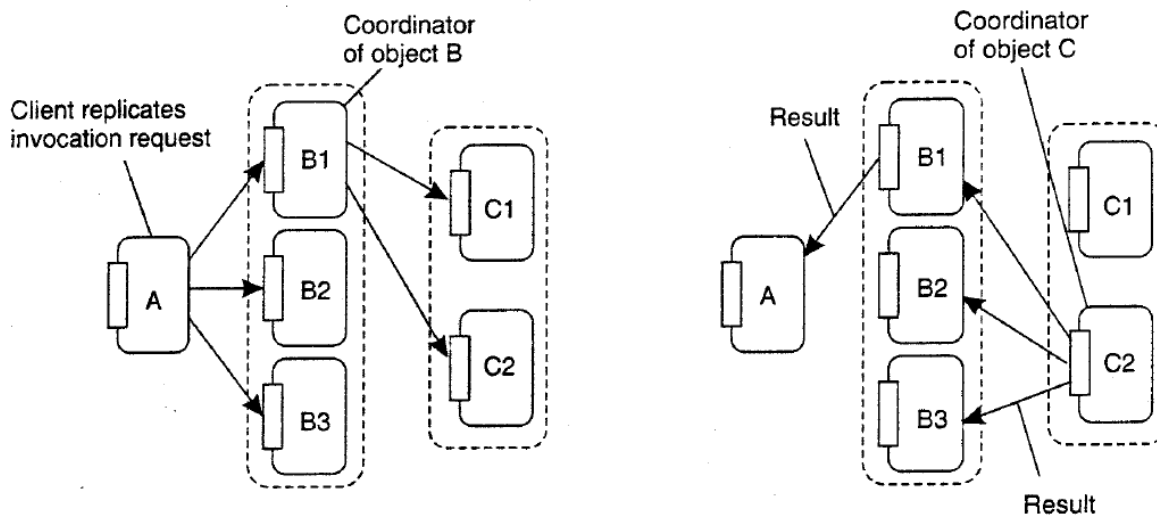 Coordinator
of object B
Client replicates
invocation request
B1
C1
A
B2
C2
B3
Coordinator
of object C
Result
B1
C1
A
B2
C2
B3
Result